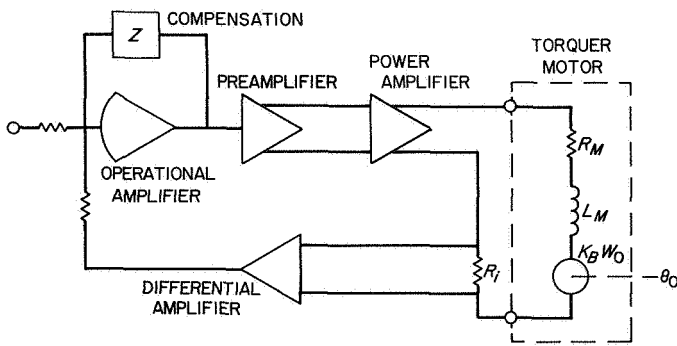 COMPENSATION
Z
PREAMPLIFIER
POWER
AMPLIFIER
TORQUER
MOTOR
OPERATIONAL
AMPLIFIER
R_M
L_M
K_B W_O
θ_O
R_i
DIFFERENTIAL
AMPLIFIER